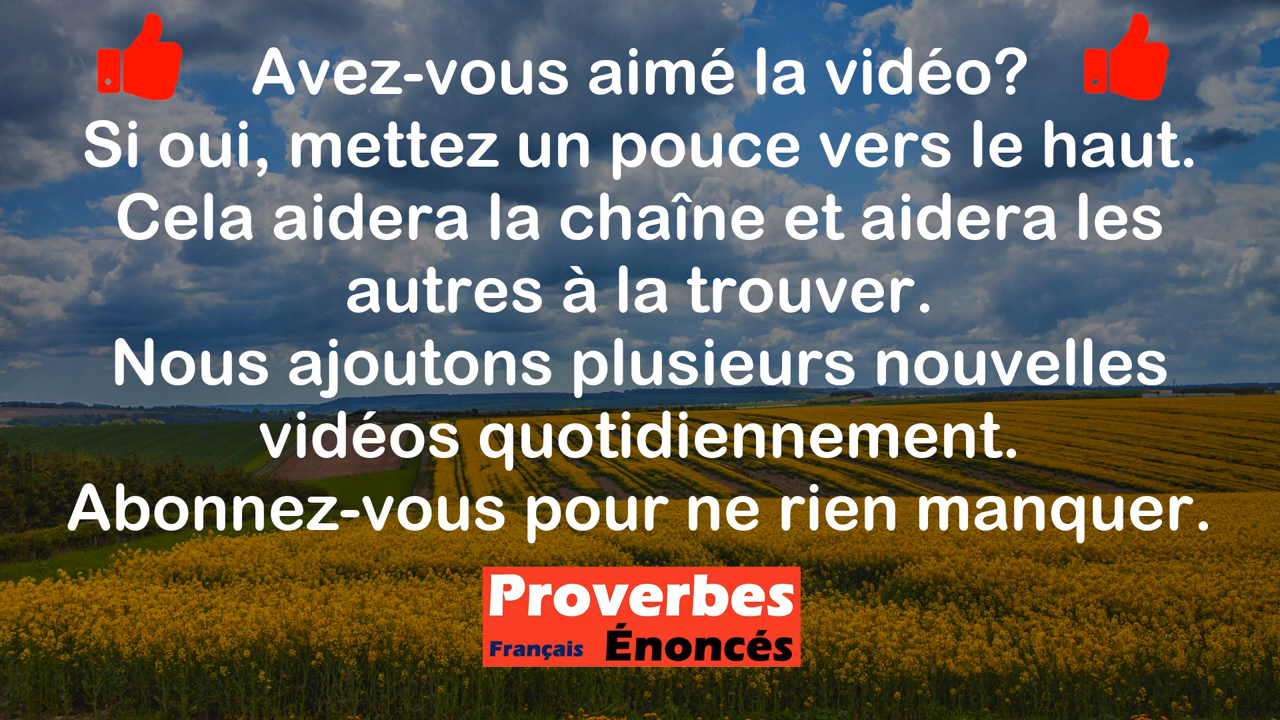 Avez-vous aimé la vidéo?
Si oui, mettez un pouce vers le haut.
Cela aidera la chaîne et aidera les
autres à la trouver.
Nous ajoutons plusieurs nouvelles
vidéos quotidiennement.
Abonnez-vous pour ne rien manquer.
Proverbes
Français Énoncés